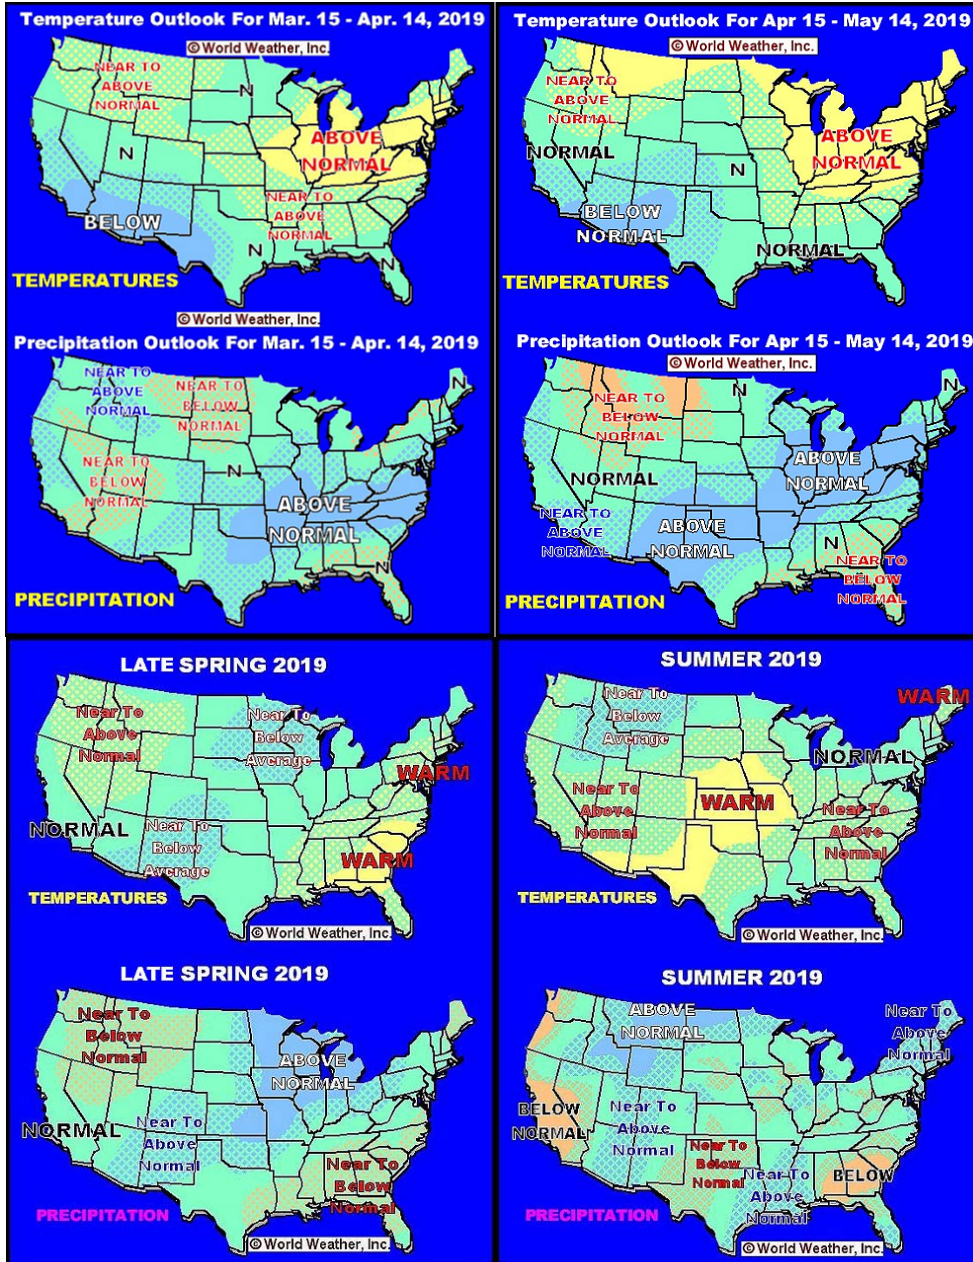 Temperature Outlook For Mar. 15 - Apr. 14, 2019
© World Weather, Inc.
NEAR TO
ABOVE
NORMAL
N
N
ABOVE
NORMAL
NEAR TO
ABOVE
NORMAL
BELOW
N
N
TEMPERATURES
© World Weather, Inc.
Temperature Outlook For Apr 15 - May 14, 2019
© World Weather, Inc.
NEAR TO
ABOVE
NORMAL
NORMAL
ABOVE
NORMAL
N
BELOW
NORMAL
NORMAL
TEMPERATURES
Precipitation Outlook For Mar. 15 - Apr. 14, 2019
NEAR TO
ABOVE
NORMAL
NEAR TO
BELOW
NORMAL
N
NEAR TO
BELOW
NORMAL
N
ABOVE
NORMAL
N
PRECIPITATION
Precipitation Outlook For Apr 15 - May 14, 2019
© World Weather, Inc.
N
N
NEAR TO
BELOW
NORMAL
ABOVE
NORMAL
NORMAL
NEAR TO
ABOVE
NORMAL
ABOVE
NORMAL
N
NEAR TO
BELOW
NORMAL
PRECIPITATION
LATE SPRING 2019
Near To
Above
Normal
Near To
Below
Average
WARM
NORMAL
Near To
Below
Average
WARM
TEMPERATURES
© World Weather, Inc.
SUMMER 2019
Near To
Below
Average
WARM
NORMAL
Near To
Above
Normal
WARM
Near To
Above
Normal
TEMPERATURES
© World Weather, Inc.
LATE SPRING 2019
Near To
Below
Normal
ABOVE
NORMAL
NORMAL
Near To
Above
Normal
Near To
Below
Normal
PRECIPITATION
© World Weather, Inc.
SUMMER 2019
ABOVE
NORMAL
Near To
Above
Normal
BELOW
NORMAL
Near To
Above
Normal
Near To
Below
Normal
Near To
Above
Normal
BELOW
PRECIPITATION
© World Weather, Inc.